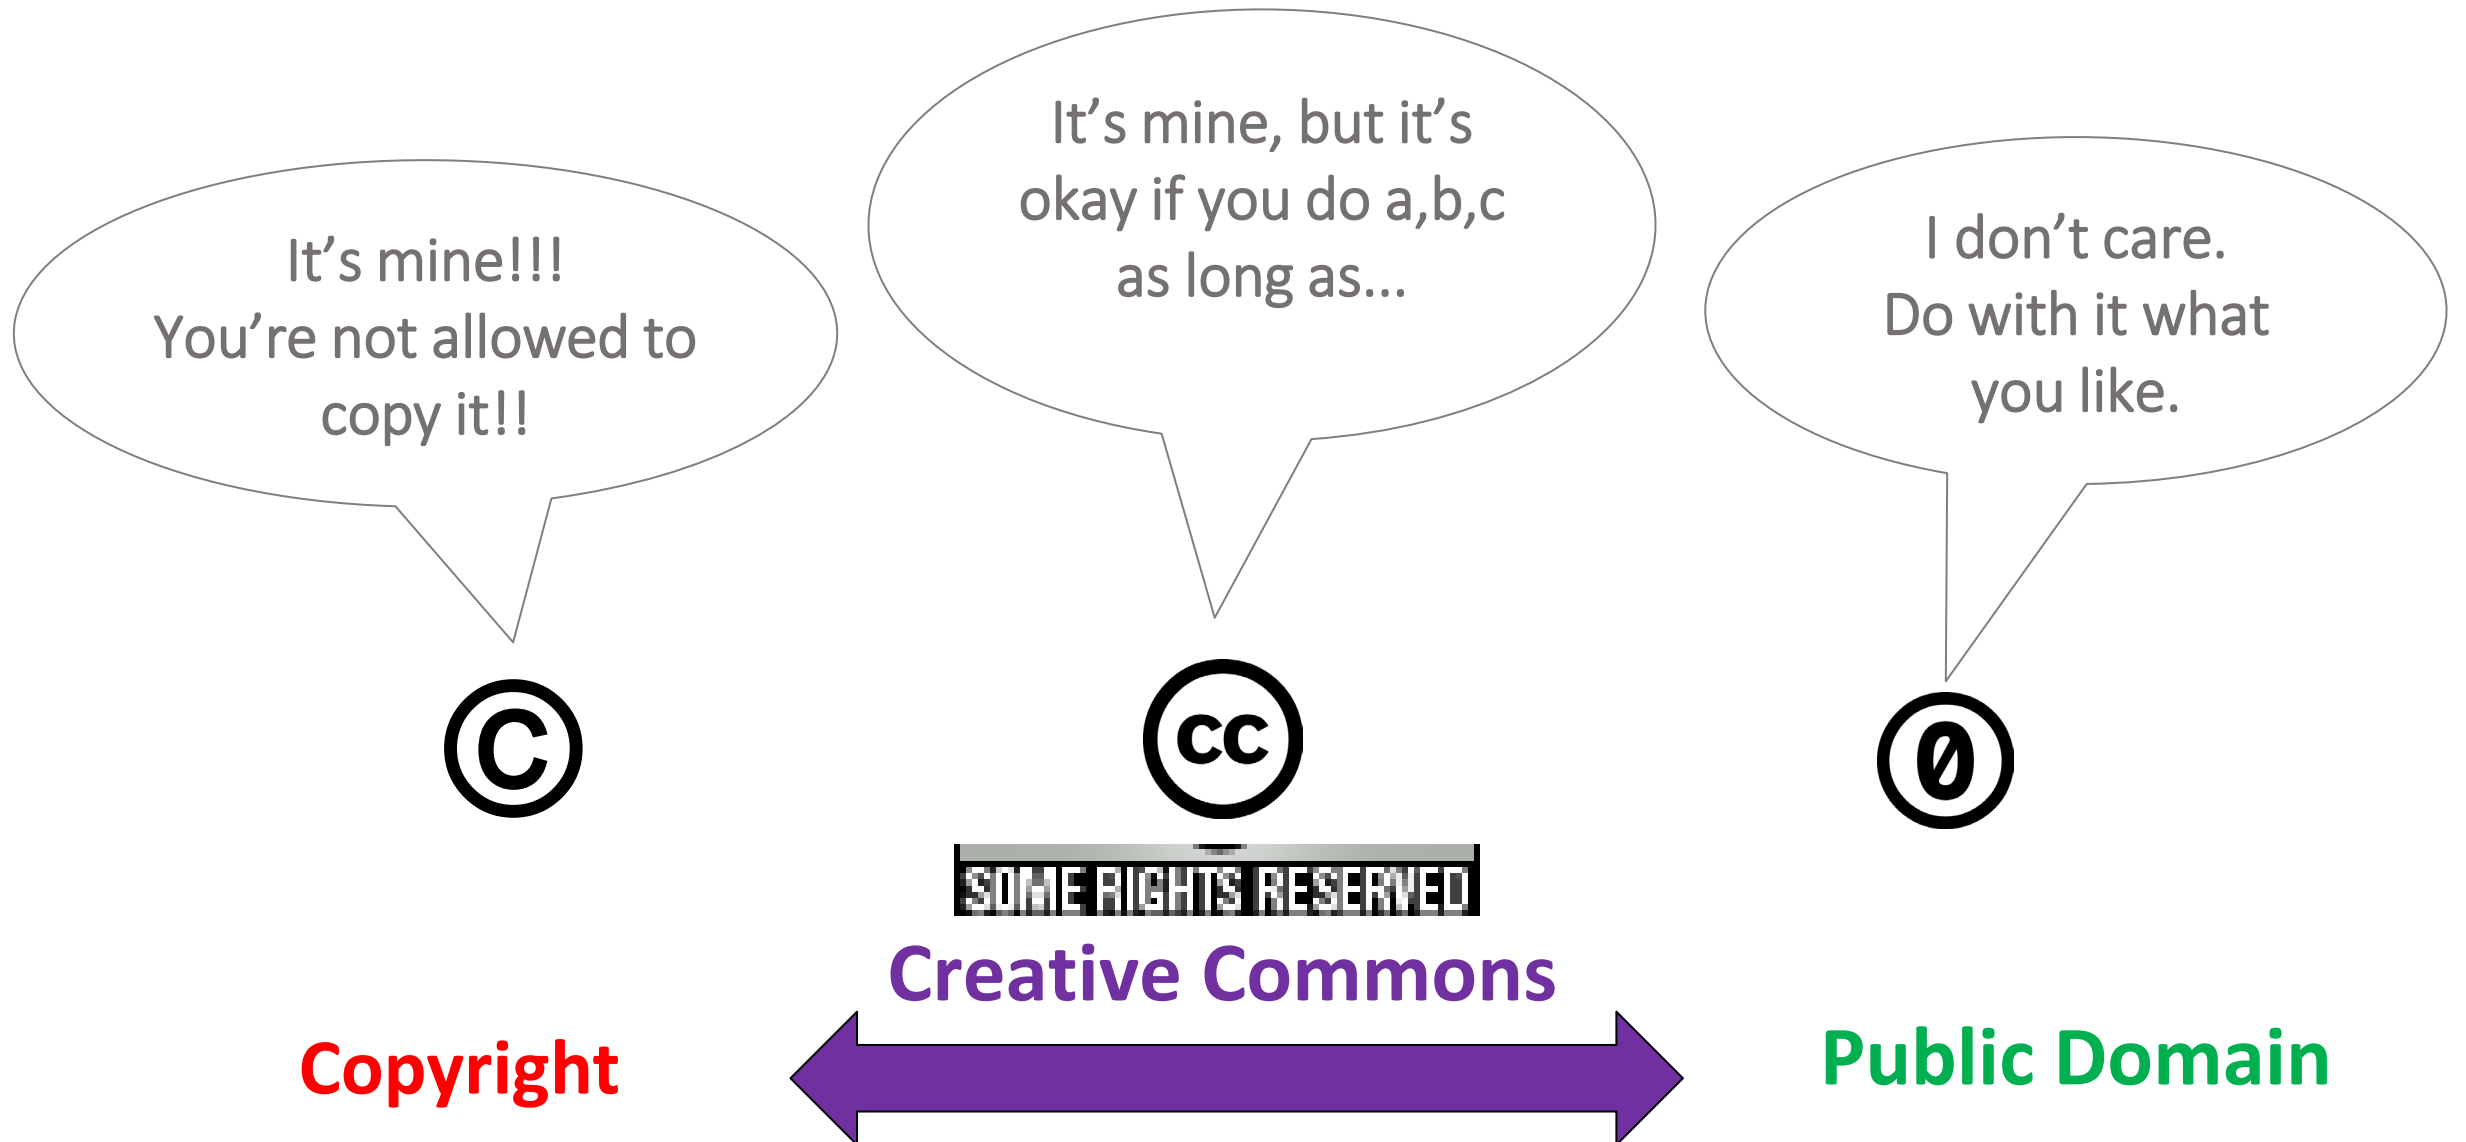 It’s mine!!!
You’re not allowed to
copy it!!
It’s mine, but it’s
okay if you do a,b,c
as long as...
I don’t care.
Do with it what
you like.
©
cc
0
SOME RIGHTS RESERVED
Creative Commons
Copyright
Public Domain